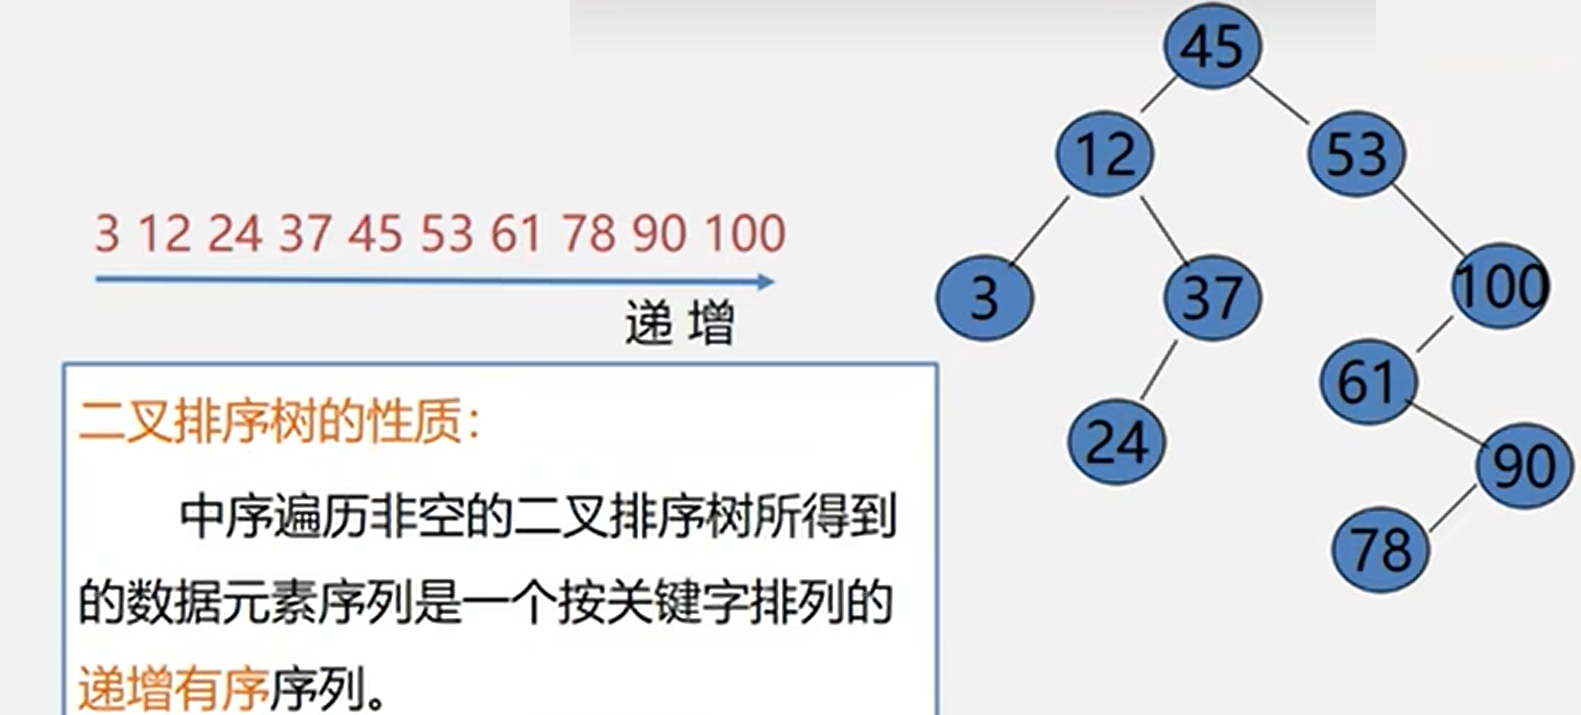 45
12
53
3 12 24 37 45 53 61 78 90 100
递 增
3
37
100
61
24
90
78
二叉排序树的性质：
中序遍历非空的二叉排序树所得到
的数据元素序列是一个按关键字排列的
递增有序序列。